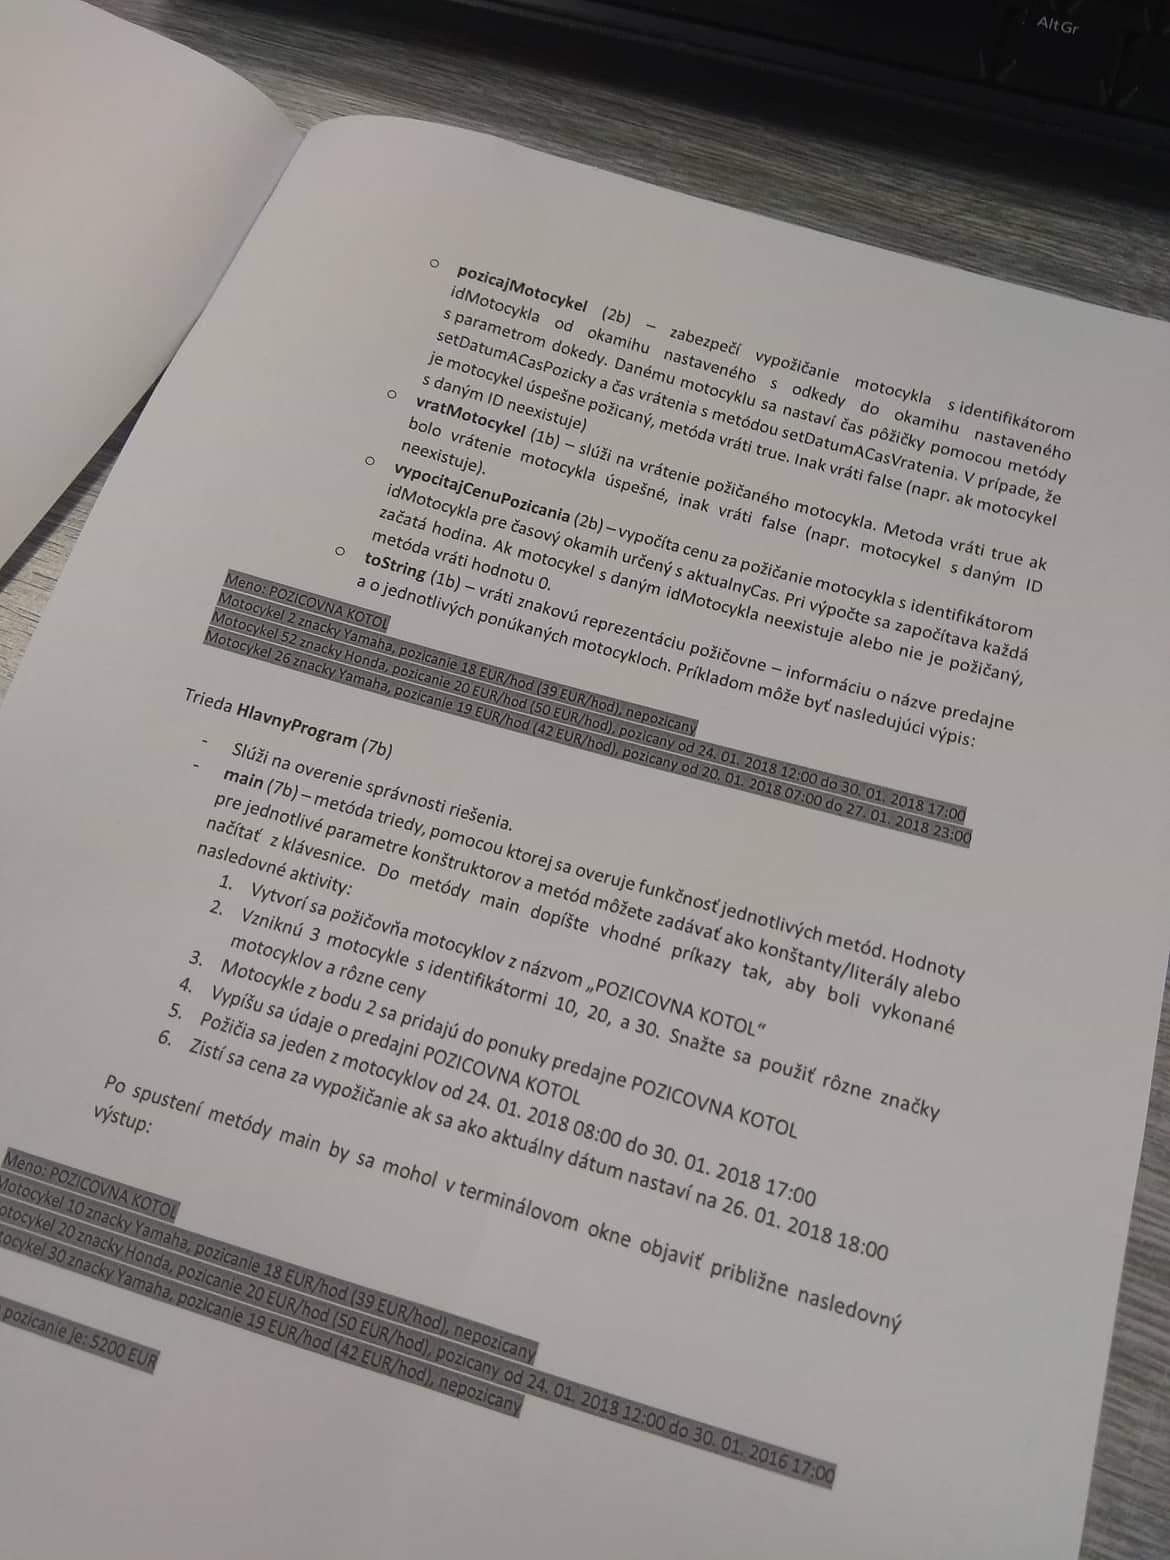 AltGr
o pozicajMotocykel (2b) – zabezpečí vypožičanie motocykla s identifikátorom
idMotocykla od okamihu nastaveného s odkedy do okamihu nastaveného
s parametrom dokedy. Danému motocyklu sa nastaví čas pôžičky pomocou metódy
setDatumACasPozicky a čas vrátenia s metódou setDatumACasVratenia. V prípade, že
je motocykel úspešne požicaný, metóda vráti true. Inak vráti false (napr. ak motocykel
s daným ID neexistuje)
o vratMotocykel (1b) – slúži na vrátenie požičaného motocykla. Metoda vráti true ak
bolo vrátenie motocykla úspešné, inak vráti false (napr. motocykel s daným ID
neexistuje).
o vypocitajCenuPozicania (2b) – vypočíta cenu za požičanie motocykla s identifikátorom
idMotocykla pre časový okamih určený s aktualnyCas. Pri výpočte sa započítava každá
začatá hodina. Ak motocykel s daným idMotocykla neexistuje alebo nie je požičaný,
metóda vráti hodnotu 0.
o toString (1b) – vráti znakovú reprezentáciu požičovne – informáciu o názve predajne
a o jednotlivých ponúkaných motocykloch. Príkladom môže byť nasledujúci výpis:
Meno: POZICOVNA KOTOL
Motocykel 2 znacky Yamaha, pozicanie 18 EUR/hod (39 EUR/hod), nepozicany
Motocykel 52 znacky Honda, pozicanie 20 EUR/hod (50 EUR/hod), pozicany od 24. 01. 2018 12:00 do 30. 01. 2018 17:00
Motocykel 26 znacky Yamaha, pozicanie 19 EUR/hod (42 EUR/hod), pozicany od 20. 01. 2018 07:00 do 27. 01. 2018 23:00
Trieda HlavnyProgram (7b)
- Slúži na overenie správnosti riešenia.
- main (7b) – metóda triedy, pomocou ktorej sa overuje funkčnosť jednotlivých metód. Hodnoty
pre jednotlivé parametre konštruktorov a metód môžete zadávať ako konštanty/literály alebo
načítať z klávesnice. Do metódy main dopíšte vhodné príkazy tak, aby boli vykonané
nasledovné aktivity:
1. Vytvorí sa požičovňa motocyklov z názvom „POZICOVNA KOTOL“
2. Vzniknú 3 motocykle s identifikátormi 10, 20, a 30. Snažte sa použiť rôzne značky
motocyklov a rôzne ceny
3. Motocykle z bodu 2 sa pridajú do ponuky predajne POZICOVNA KOTOL
4. Vypíšu sa údaje o predajni POZICOVNA KOTOL
5. Požičia sa jeden z motocyklov od 24. 01. 2018 08:00 do 30. 01. 2018 17:00
6. Zistí sa cena za vypožičanie ak sa ako aktuálny dátum nastaví na 26. 01. 2018 18:00
Po spustení metódy main by sa mohol v terminálovom okne objaviť približne nasledovný
výstup:
Meno: POZICOVNA KOTOL
Motocykel 10 znacky Yamaha, pozicanie 18 EUR/hod (39 EUR/hod), nepozicany
otocykel 20 znacky Honda, pozicanie 20 EUR/hod (50 EUR/hod), pozicany od 24. 01. 2018 12:00 do 30. 01. 2016 17:00
tocykel 30 znacky Yamaha, pozicanie 19 EUR/hod (42 EUR/hod), nepozicany
pozicanie je: 5200 EUR